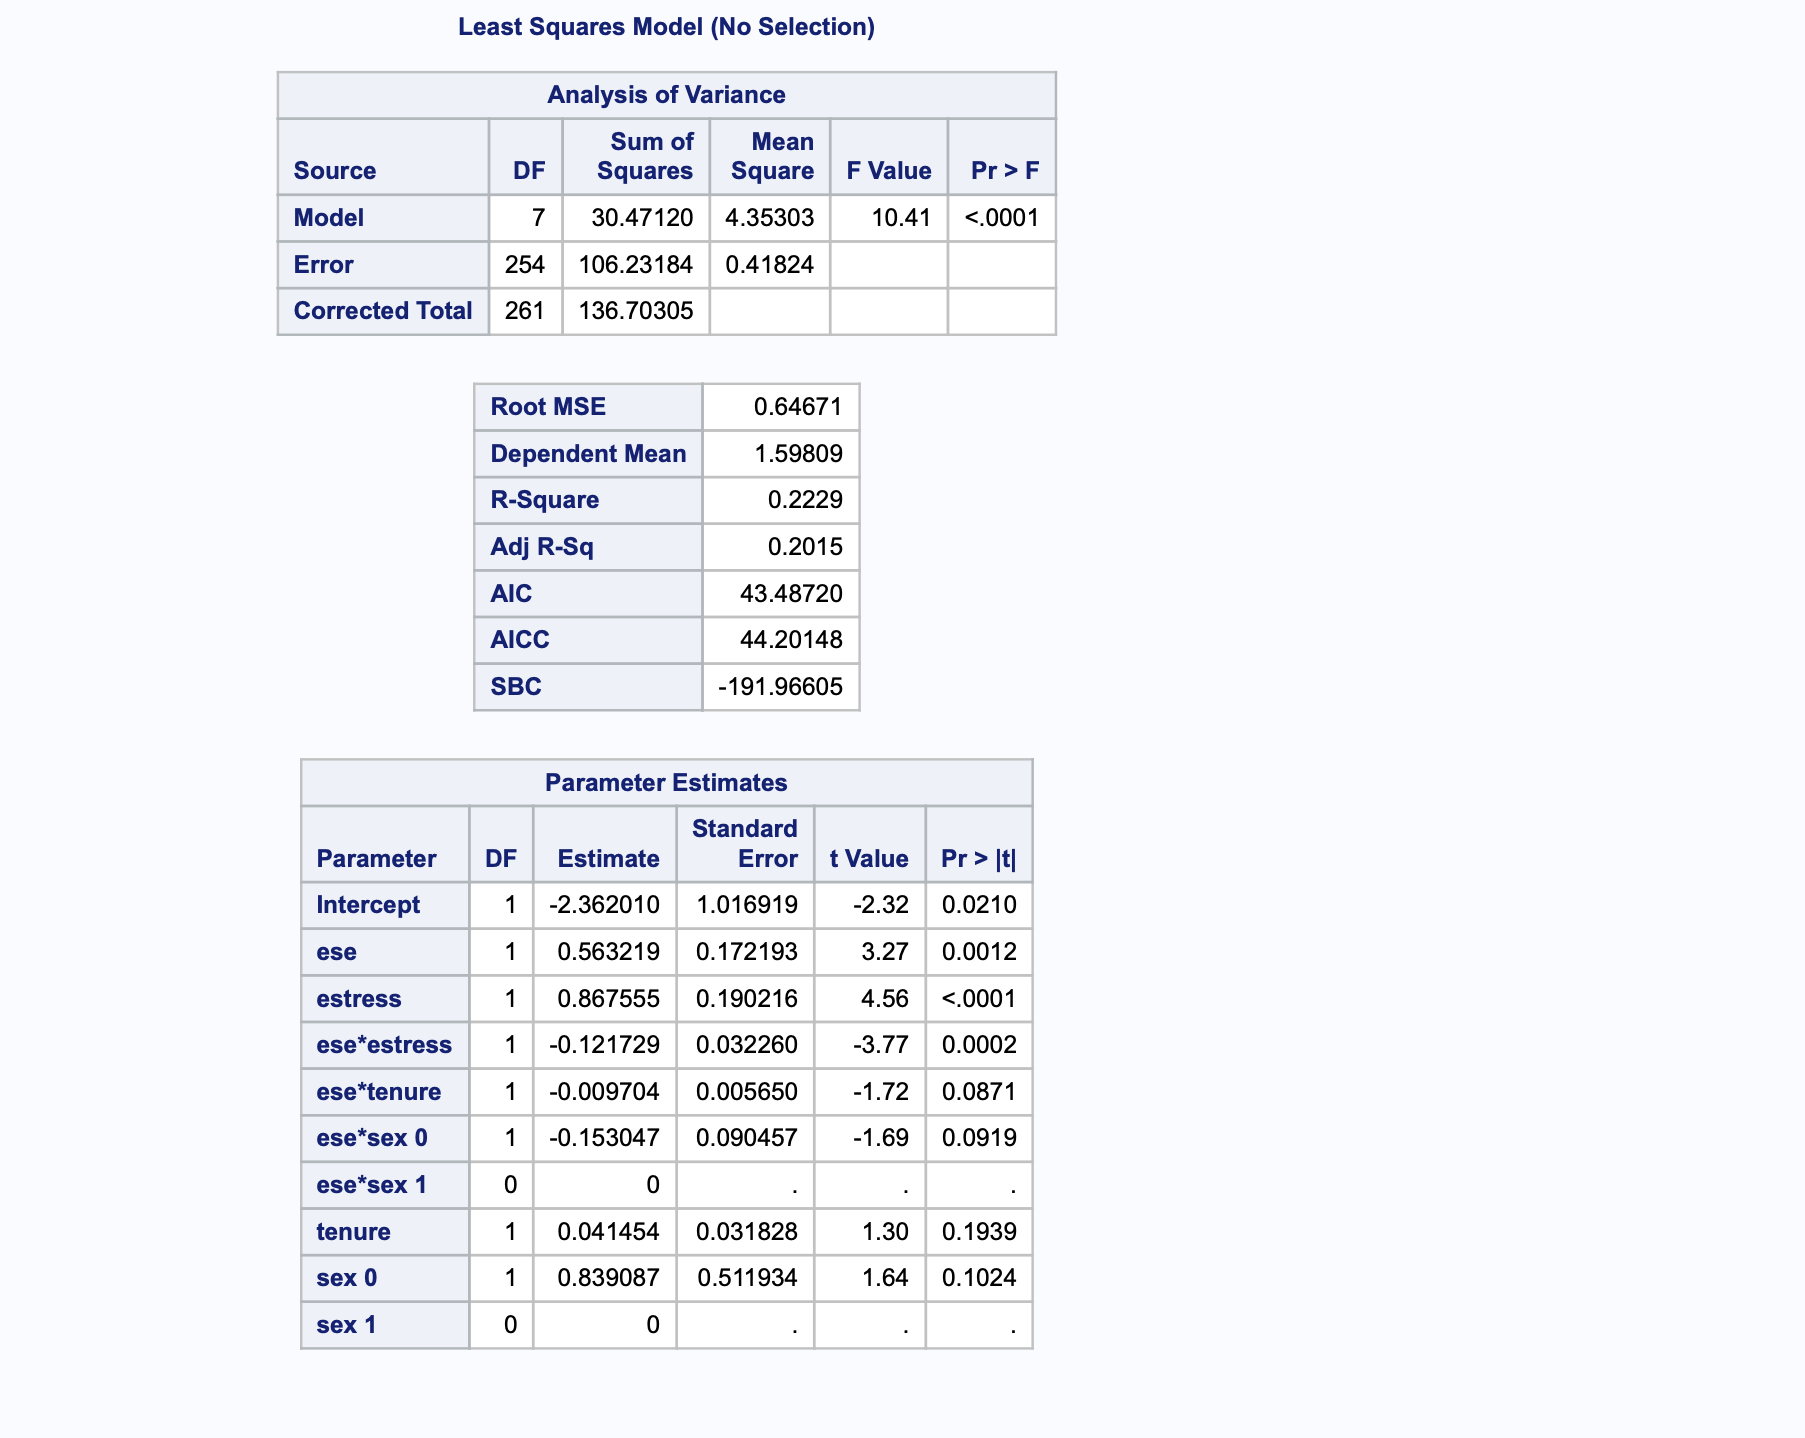 Least Squares Model (No Selection)
Analysis of Variance
Source DF Sum of Squares Mean Square F Value Pr > F
Model 7 30.47120 4.35303 10.41 <.0001
Error 254 106.23184 0.41824
Corrected Total 261 136.70305
Root MSE 0.64671
Dependent Mean 1.59809
R-Square 0.2229
Adj R-Sq 0.2015
AIC 43.48720
AICC 44.20148
SBC -191.96605
Parameter Estimates
Parameter DF Estimate Standard Error t Value Pr > |t|
Intercept 1 -2.362010 1.016919 -2.32 0.0210
ese 1 0.563219 0.172193 3.27 0.0012
estress 1 0.867555 0.190216 4.56 <.0001
ese*estress 1 -0.121729 0.032260 -3.77 0.0002
ese*tenure 1 -0.009704 0.005650 -1.72 0.0871
ese*sex 0 1 -0.153047 0.090457 -1.69 0.0919
ese*sex 1 0 0 . . .
tenure 1 0.041454 0.031828 1.30 0.1939
sex 0 1 0.839087 0.511934 1.64 0.1024
sex 1 0 0 . . .